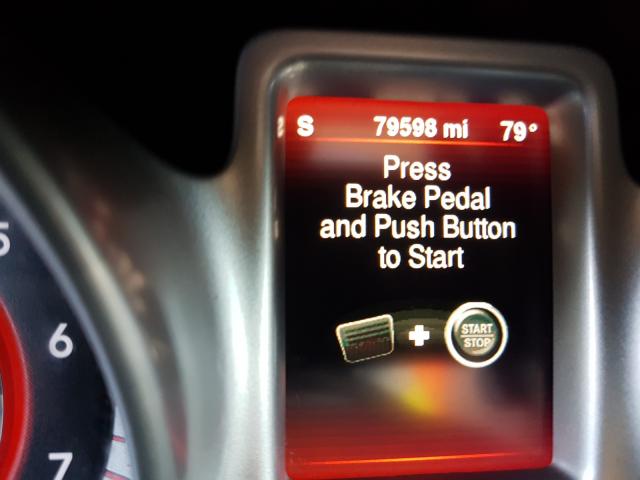 S 79598 mi 79°
Press
Brake Pedal
and Push Button
to Start
START
STOP
5
6
7